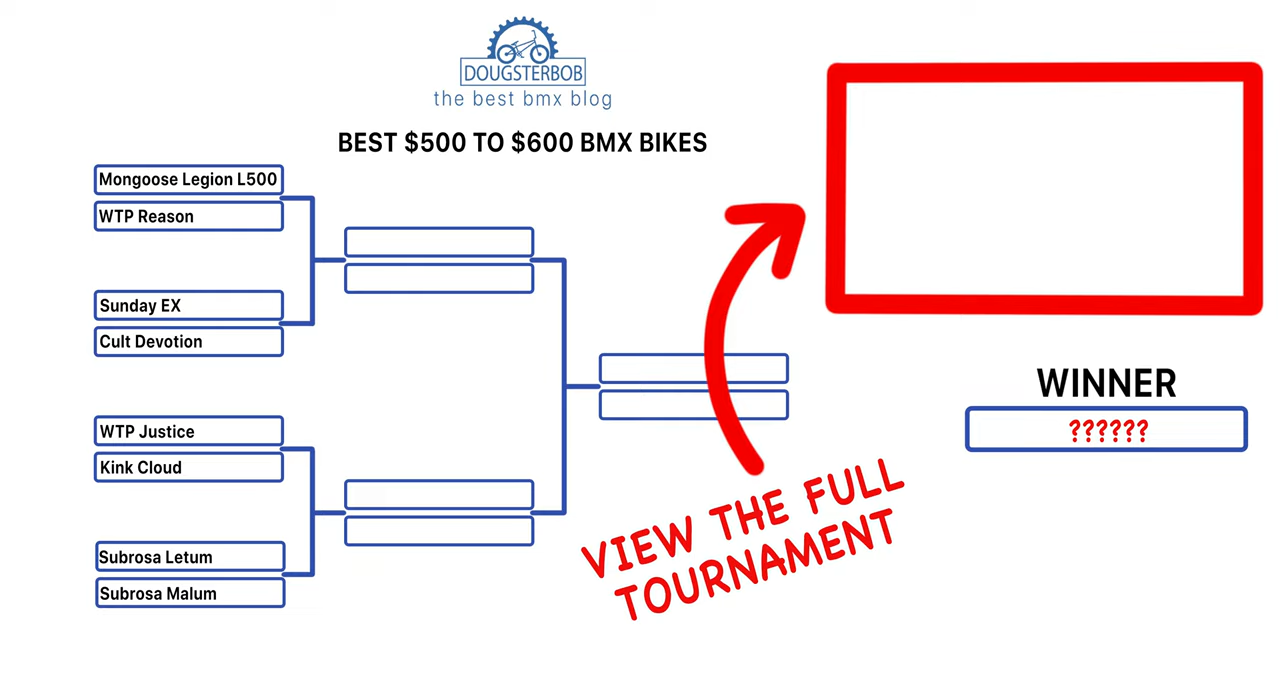 DOUGSTERBOB
the best bmx blog
BEST $500 TO $600 BMX BIKES
Mongoose Legion L500
WTP Reason
Sunday EX
Cult Devotion
WTP Justice
Kink Cloud
Subrosa Letum
Subrosa Malum
WINNER
??????
VIEW THE FULL
TOURNAMENT